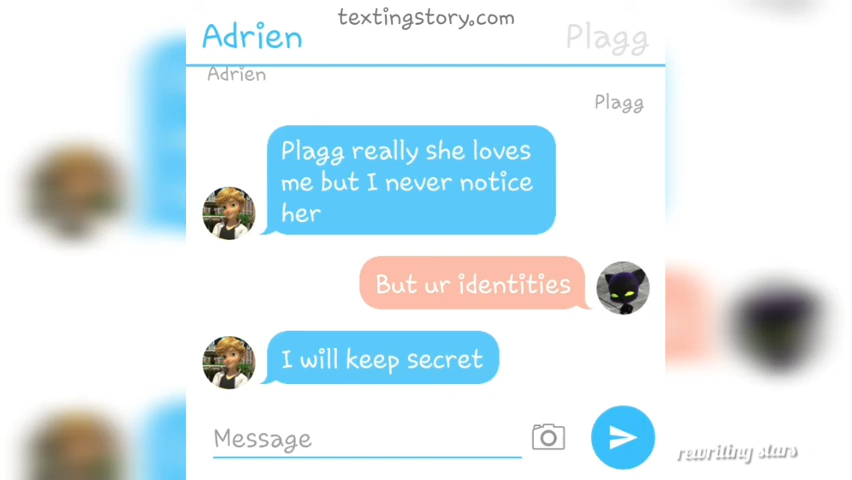 textingstory.com
Adrien
Plagg
Adrien
Plagg
Plagg really she loves
me but I never notice
her
But ur identities
I will keep secret
Message
rewriting stars